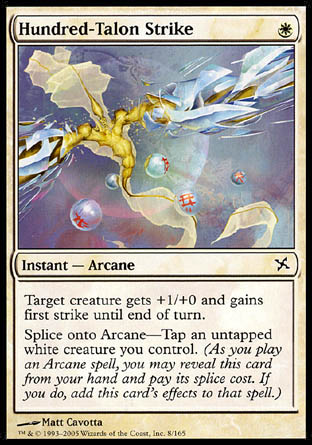 Hundred-Talon Strike
Instant — Arcane
Target creature gets +1/+0 and gains
first strike until end of turn.
Splice onto Arcane—Tap an untapped
white creature you control. (As you play
an Arcane spell, you may reveal this card
from your hand and pay its splice cost. If
you do, add this card's effects to that spell.)
Matt Cavotta
™ & © 1993–2005 Wizards of the Coast, Inc. 8/165